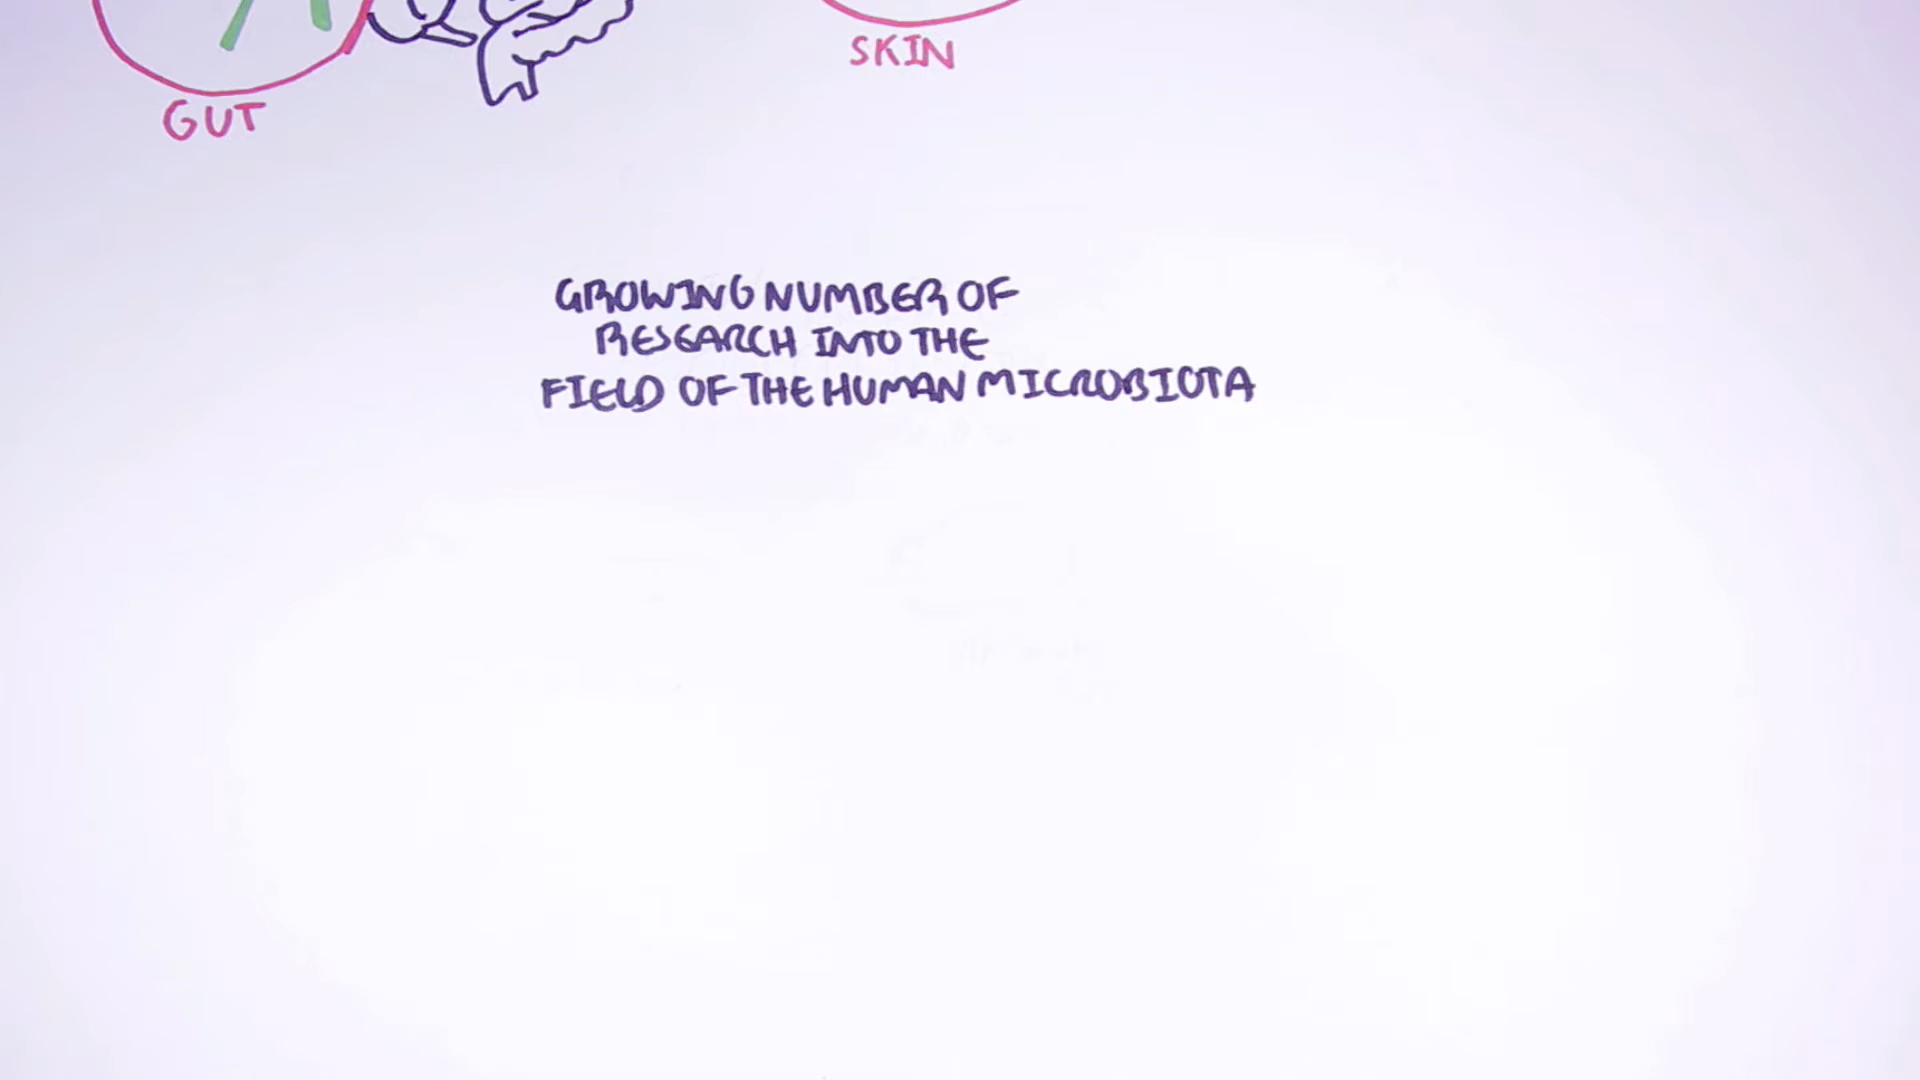 SKIN
GUT
GROWING NUMBER OF
RESEARCH INTO THE
FIELD OF THE HUMAN MICROBIOTA